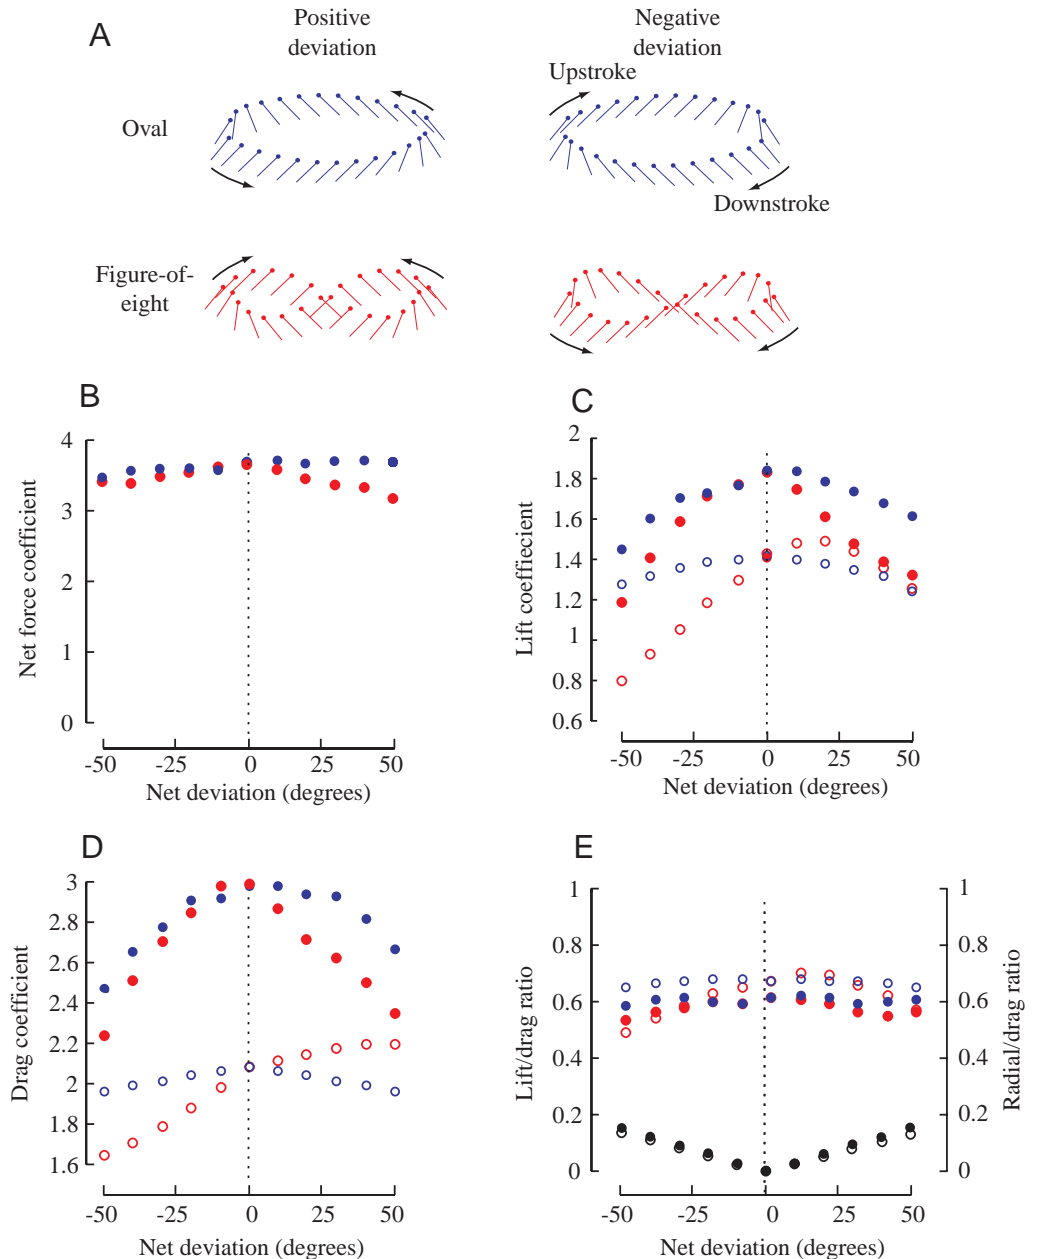 A
Positive
deviation
Negative
deviation
Upstroke
Oval
Downstroke
Figure-of-
eight
B
4
3
2
1
0
Net force coefficient
-50
-25
0
25
50
Net deviation (degrees)
C
2
1.8
1.6
1.4
1.2
1
0.8
0.6
Lift coeffiecient
-50
-25
0
25
50
Net deviation (degrees)
D
3
2.8
2.6
2.4
2.2
2
1.8
1.6
Drag coefficient
-50
-25
0
25
50
Net deviation (degrees)
E
1
0.8
0.6
0.4
0.2
0
Lift/drag ratio
1
0.8
0.6
0.4
0.2
0
Radial/drag ratio
-50
-25
0
25
50
Net deviation (degrees)